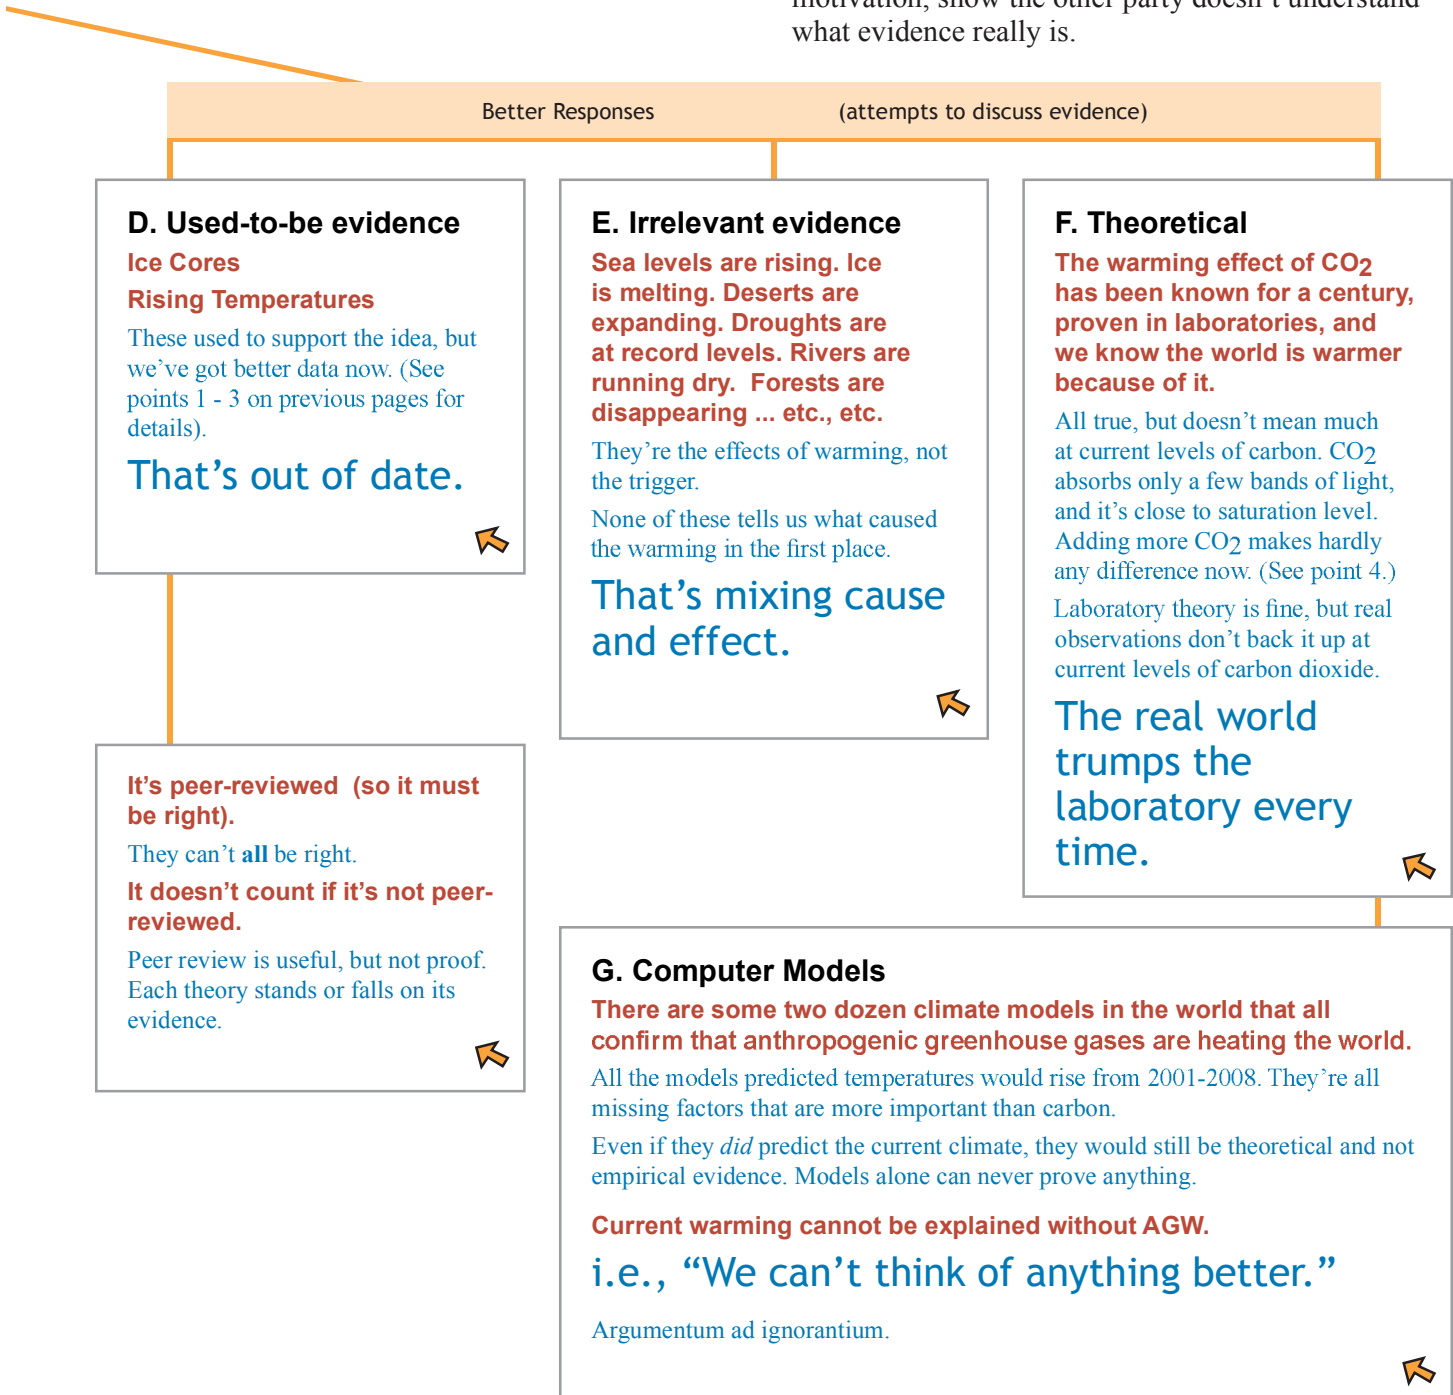 motivation, show the other party doesn't understand
what evidence really is.
Better Responses (attempts to discuss evidence)
D. Used-to-be evidence
Ice Cores
Rising Temperatures
These used to support the idea, but
we've got better data now. (See
points 1 - 3 on previous pages for
details).
That's out of date.
It's peer-reviewed (so it must
be right).
They can't all be right.
It doesn't count if it's not peer-
reviewed.
Peer review is useful, but not proof.
Each theory stands or falls on its
evidence.
E. Irrelevant evidence
Sea levels are rising. Ice
is melting. Deserts are
expanding. Droughts are
at record levels. Rivers are
running dry. Forests are
disappearing ... etc., etc.
They're the effects of warming, not
the trigger.
None of these tells us what caused
the warming in the first place.
That's mixing cause
and effect.
F. Theoretical
The warming effect of CO2
has been known for a century,
proven in laboratories, and
we know the world is warmer
because of it.
All true, but doesn't mean much
at current levels of carbon. CO2
absorbs only a few bands of light,
and it's close to saturation level.
Adding more CO2 makes hardly
any difference now. (See point 4.)
Laboratory theory is fine, but real
observations don't back it up at
current levels of carbon dioxide.
The real world
trumps the
laboratory every
time.
G. Computer Models
There are some two dozen climate models in the world that all
confirm that anthropogenic greenhouse gases are heating the world.
All the models predicted temperatures would rise from 2001-2008. They're all
missing factors that are more important than carbon.
Even if they did predict the current climate, they would still be theoretical and not
empirical evidence. Models alone can never prove anything.
Current warming cannot be explained without AGW.
i.e., "We can't think of anything better."
Argumentum ad ignorantium.